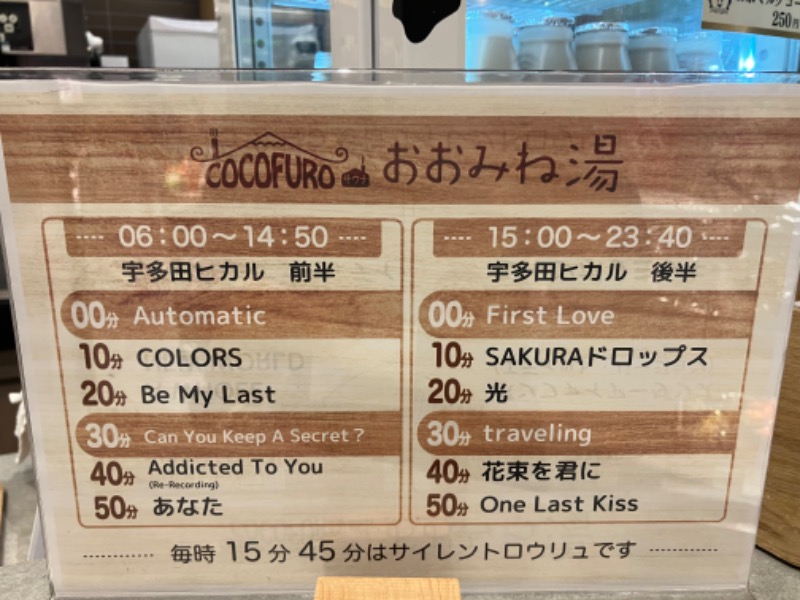 250円
COCOFURO おおみね湯
06:00～14:50
宇多田ヒカル 前半
00分 Automatic
10分 COLORS
20分 Be My Last
30分 Can You Keep A Secret?
40分 Addicted To You
(Re-Recording)
50分 あなた
15:00～23:40
宇多田ヒカル 後半
00分 First Love
10分 SAKURAドロップス
20分 光
30分 traveling
40分 花束を君に
50分 One Last Kiss
毎時 15分 45分はサイレントロウリュです